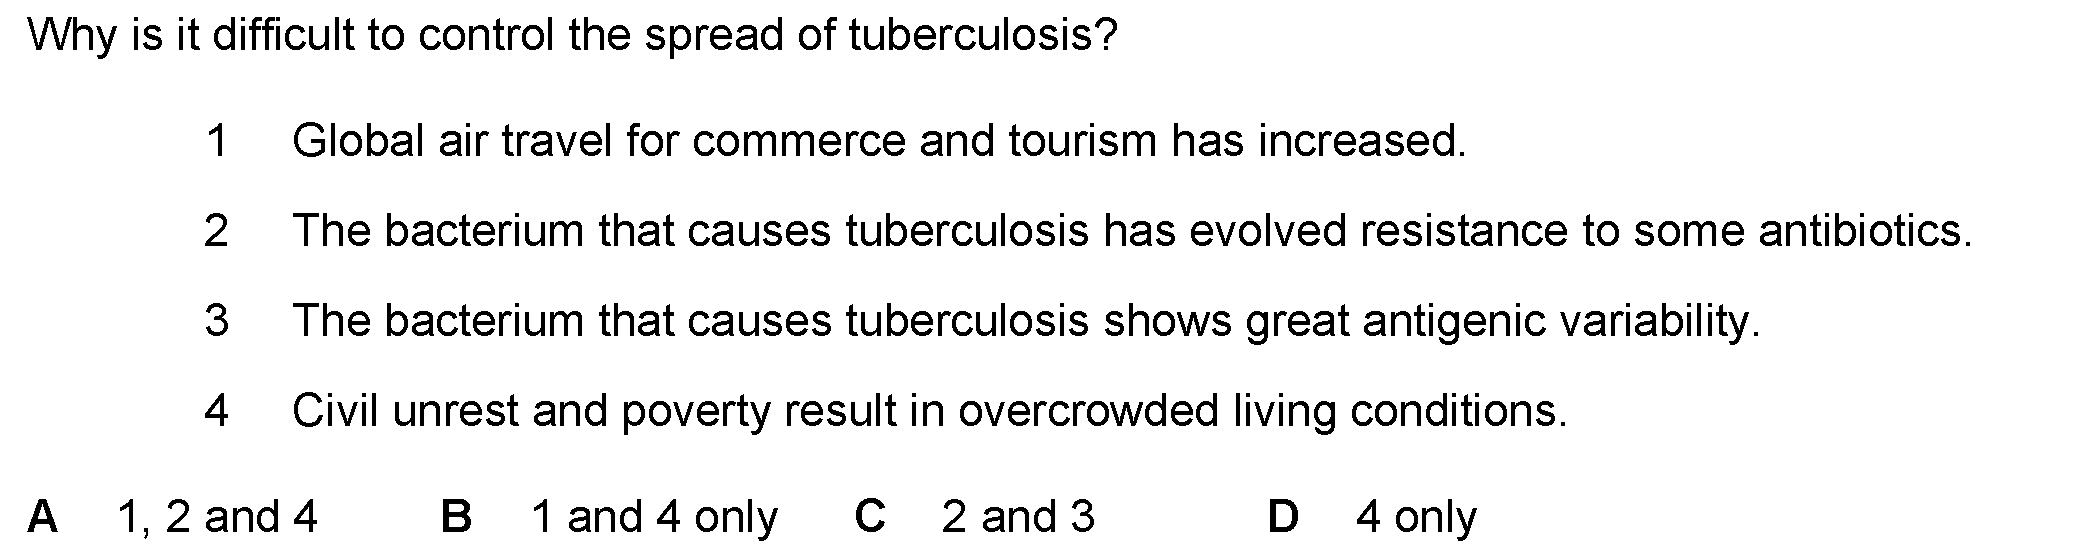 Why is it difficult to control the spread of tuberculosis?
1 Global air travel for commerce and tourism has increased.
2 The bacterium that causes tuberculosis has evolved resistance to some antibiotics.
3 The bacterium that causes tuberculosis shows great antigenic variability.
4 Civil unrest and poverty result in overcrowded living conditions.
A 1, 2 and 4 B 1 and 4 only C 2 and 3 D 4 only